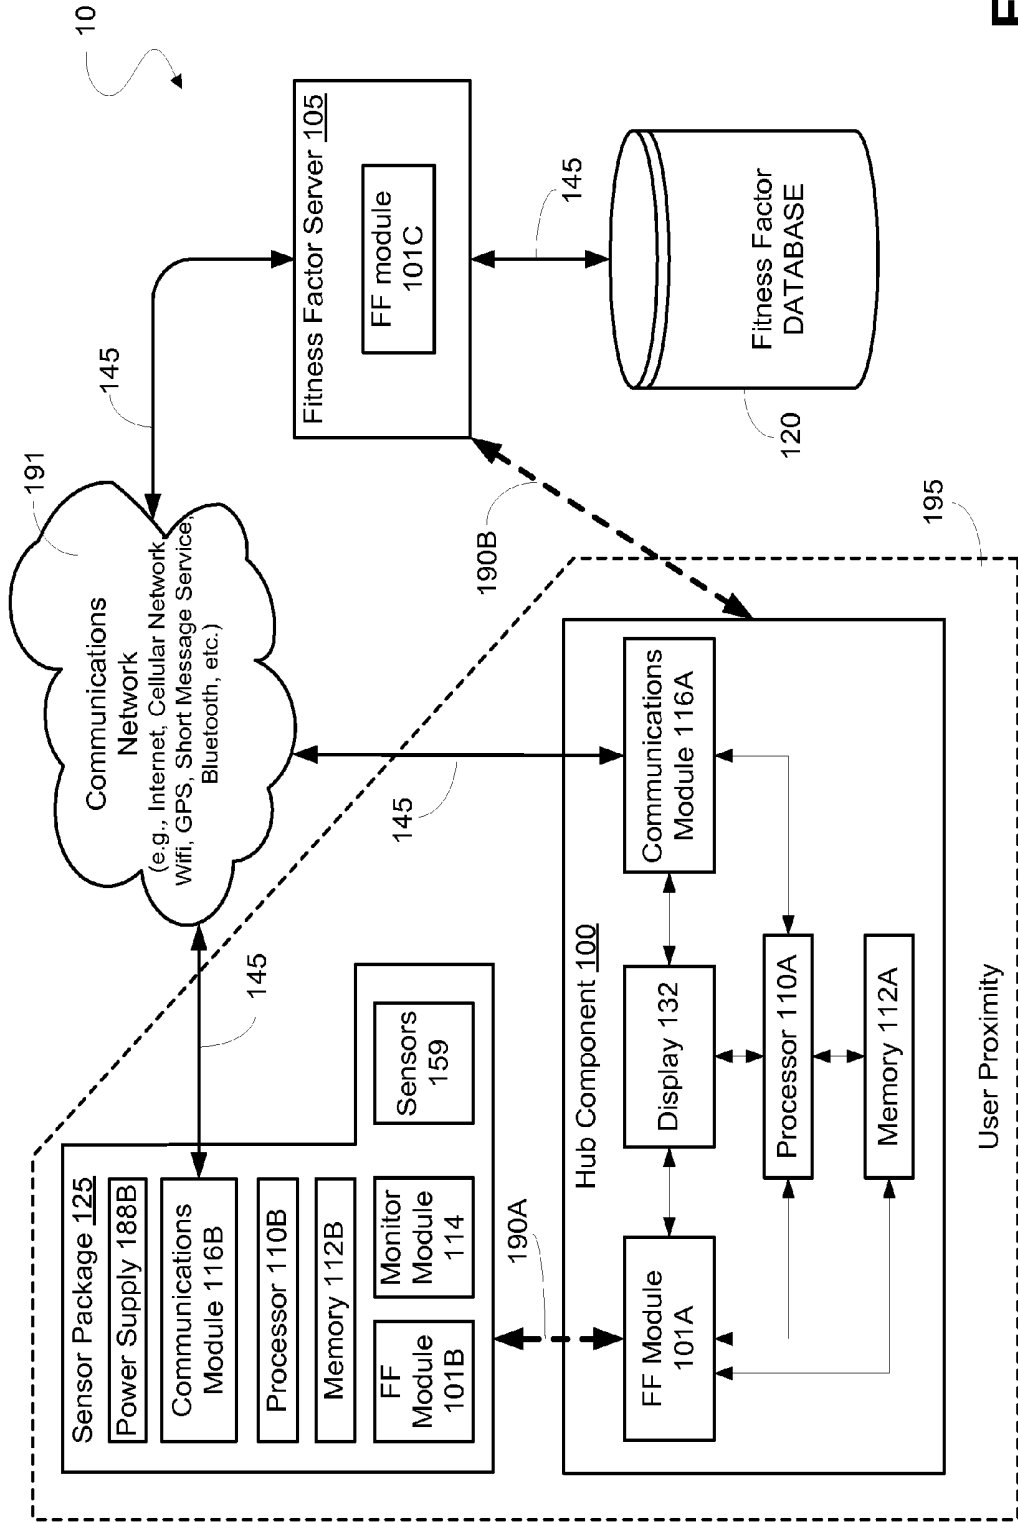 10
Sensor Package 125
Power Supply 188B
Communications
Module 116B
Processor 110B
Memory 112B
FF
Module
101B
Monitor
Module
114
Sensors
159
145
Communications
Network
(e.g., Internet, Cellular Network,
Wifi, GPS, Short Message Service,
Bluetooth, etc.)
191
145
Fitness Factor Server 105
FF module
101C
145
Fitness Factor
DATABASE
120
190B
195
145
190A
Hub Component 100
FF Module
101A
Display 132
Communications
Module 116A
Processor 110A
Memory 112A
User Proximity